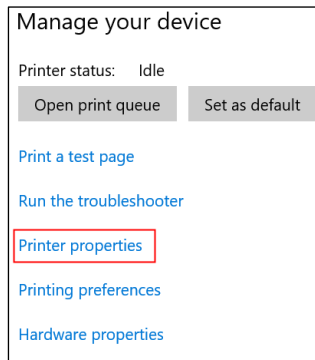 Manage your device
Printer status: Idle
Open print queue Set as default
Print a test page
Run the troubleshooter
Printer properties
Printing preferences
Hardware properties